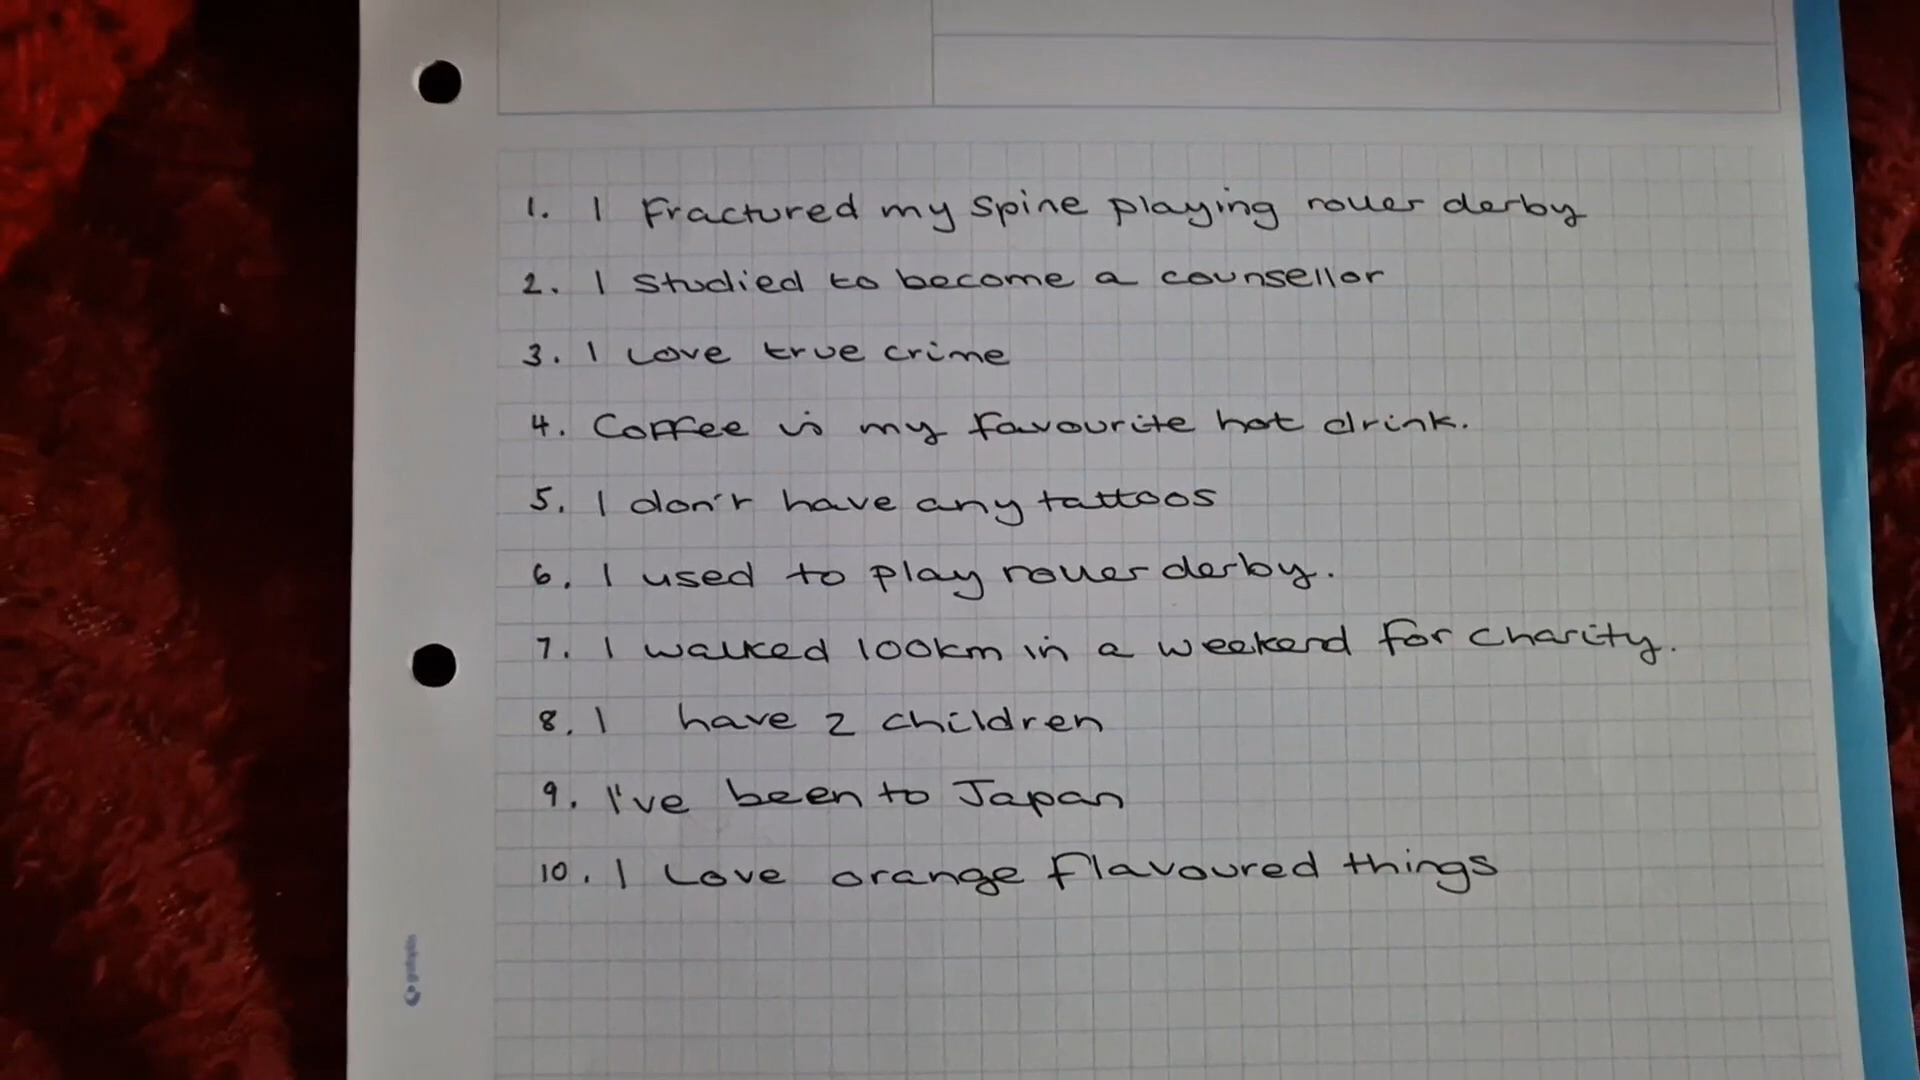 1. I Fractured my spine playing roller derby
2. I studied to become a counsellor
3. I love true crime
4. Coffee is my favourite hot drink.
5. I don't have any tattoos
6. I used to play roller derby.
7. I walked 100km in a weekend for charity.
8. I have 2 children
9. I've been to Japan
10. I Love orange flavoured things